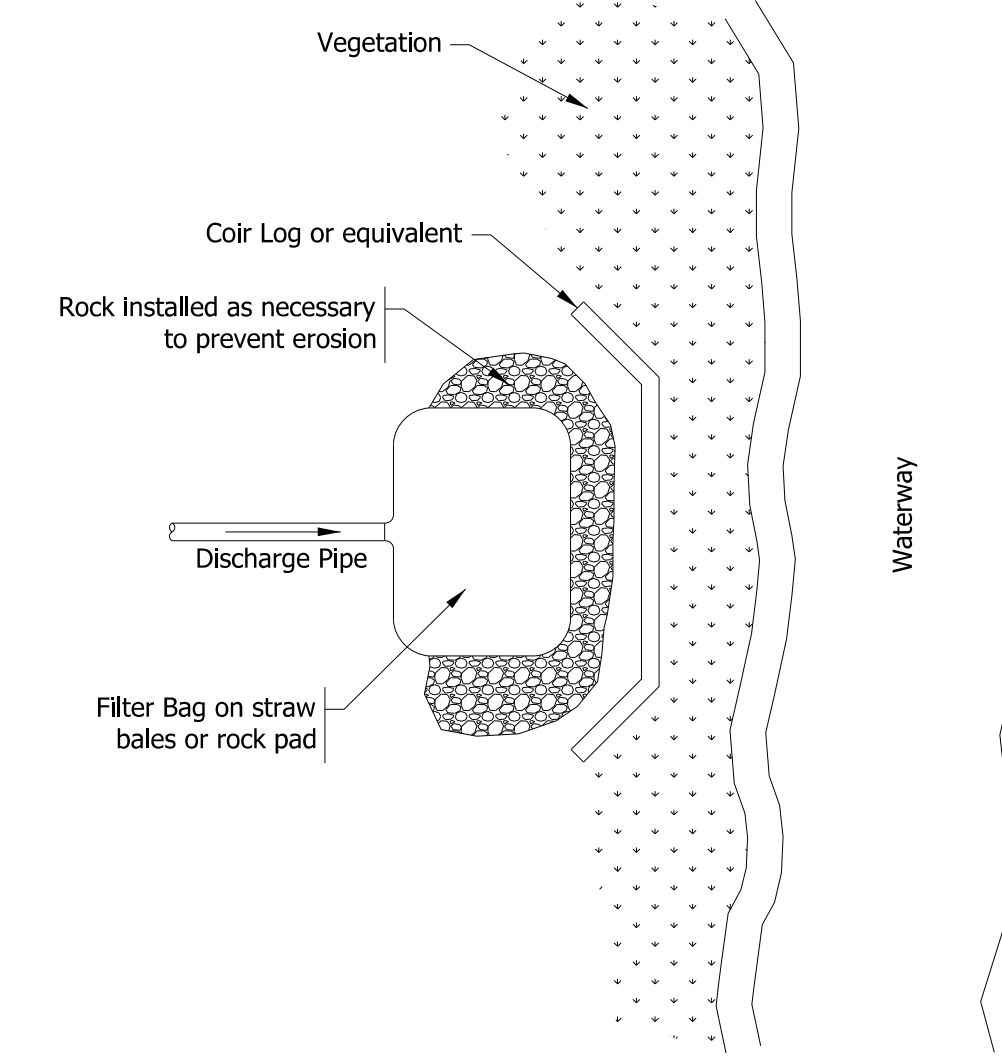 Vegetation
Coir Log or equivalent
Rock installed as necessary
to prevent erosion
Waterway
Discharge Pipe
Filter Bag on straw
bales or rock pad